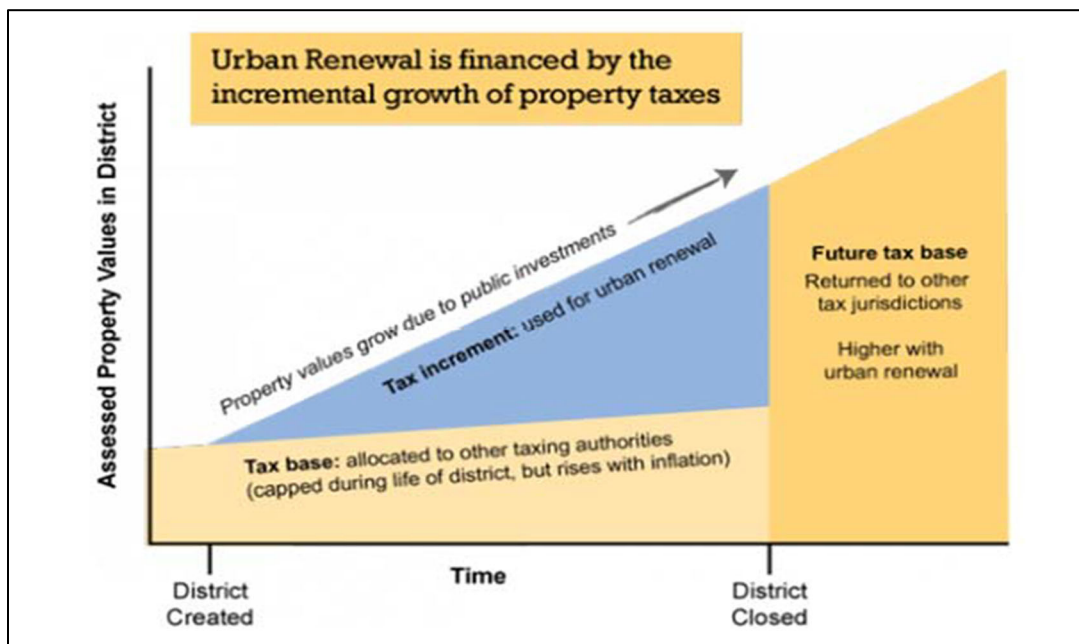 Urban Renewal is financed by the
incremental growth of property taxes
Assessed Property Values in District
Property values grow due to public investments
Tax increment: used for urban renewal
Tax base: allocated to other taxing authorities
(capped during life of district, but rises with inflation)
Future tax base
Returned to other
tax jurisdictions
Higher with
urban renewal
District
Created
Time
District
Closed